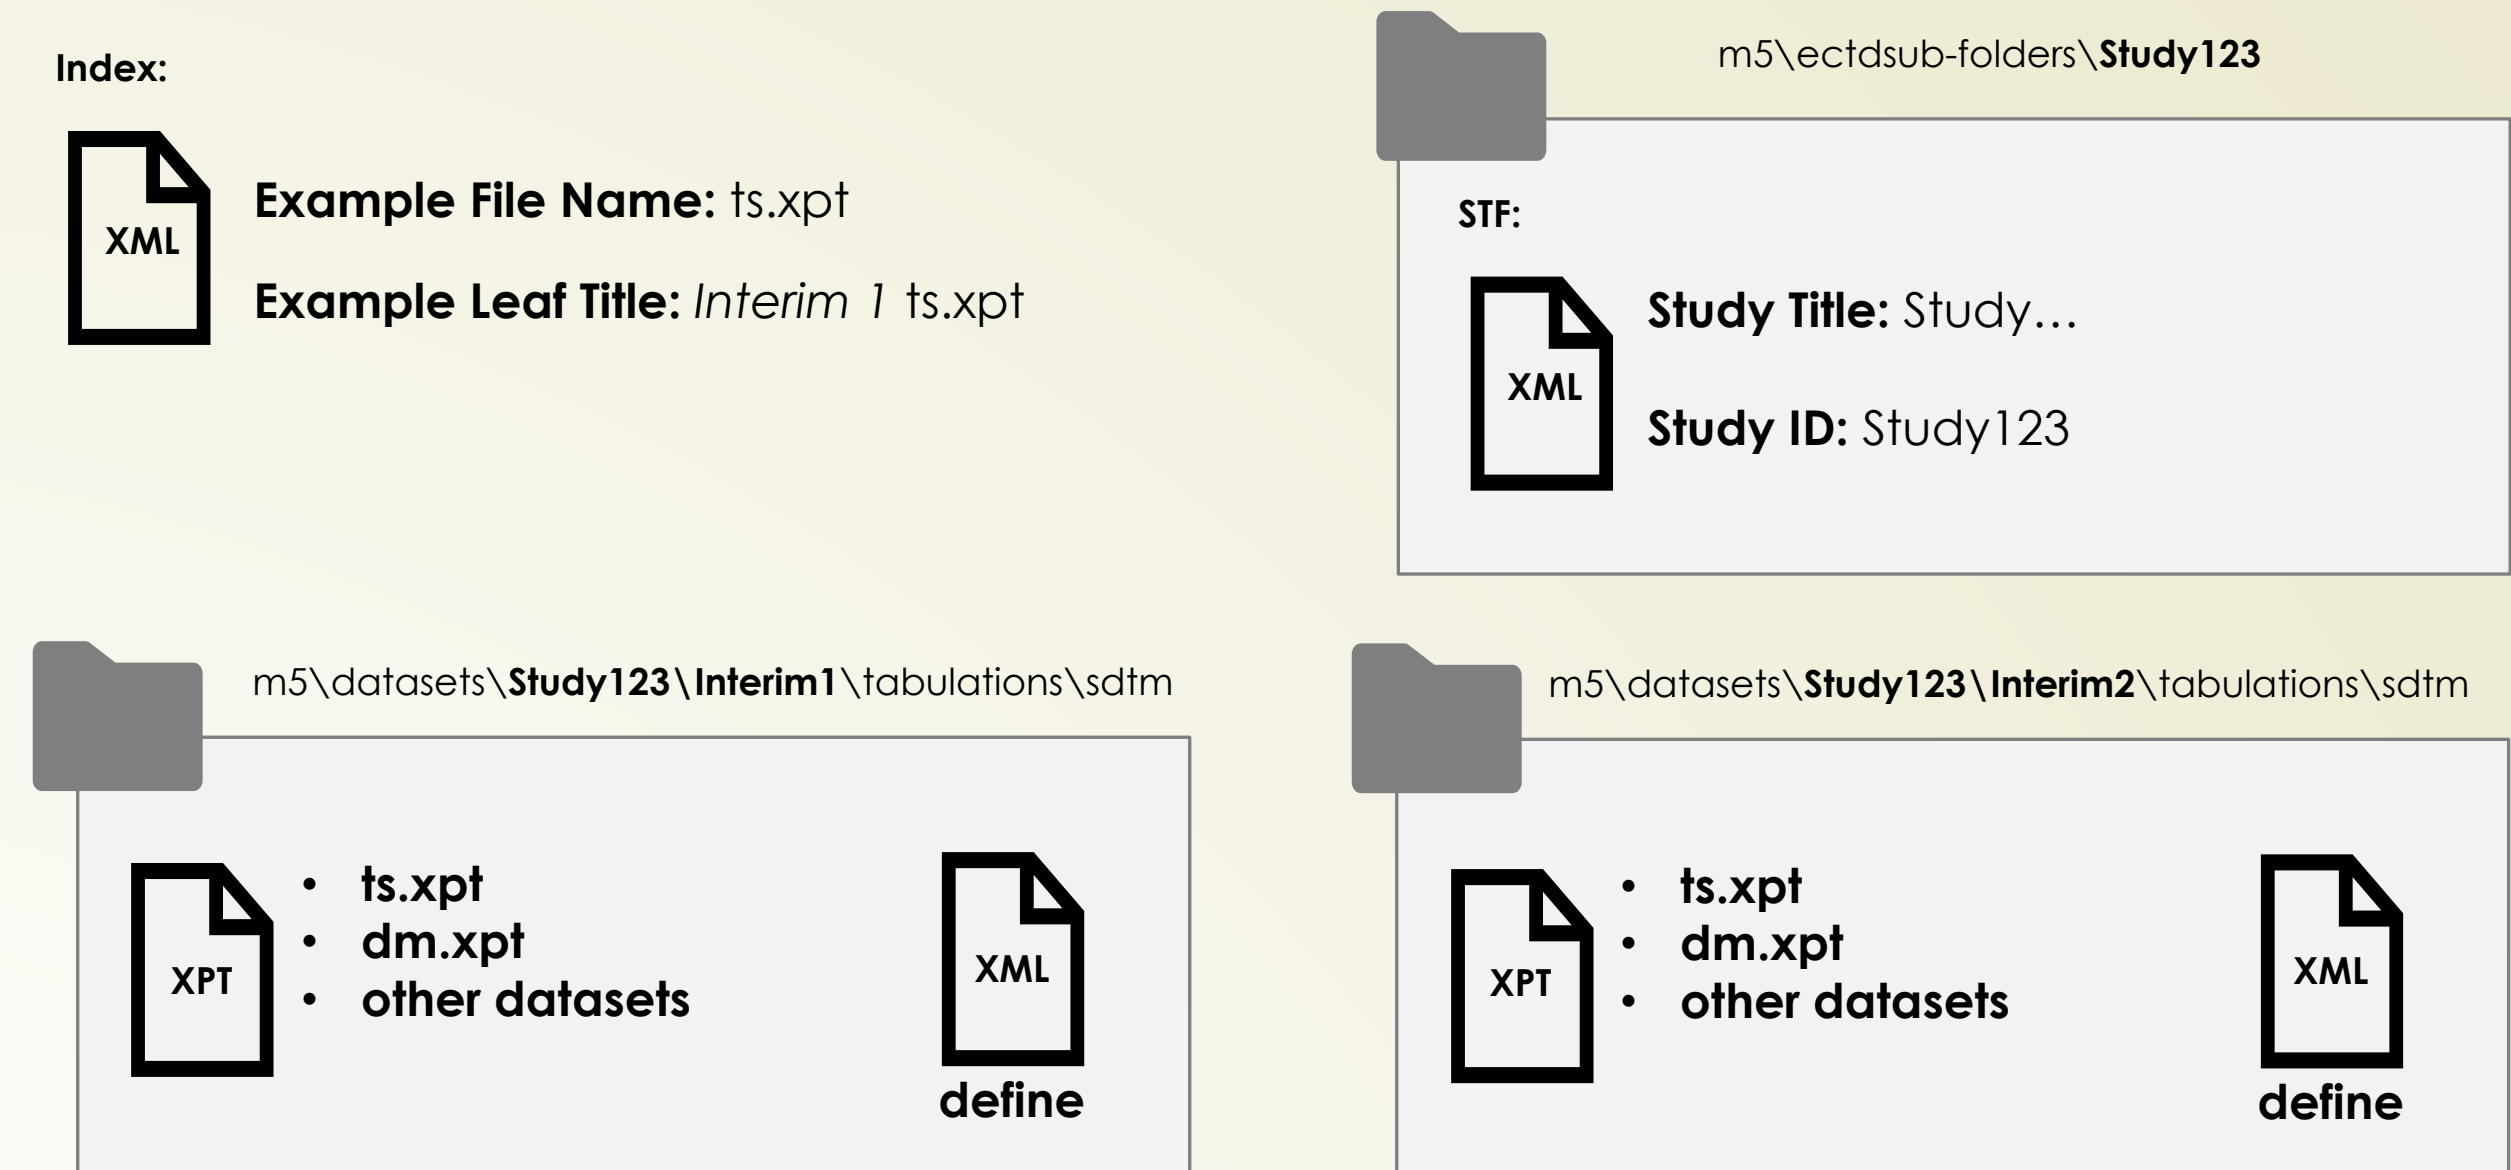 Index:
XML
Example File Name: ts.xpt
Example Leaf Title: Interim 1 ts.xpt
m5\ectdsub-folders\Study123
STF:
XML
Study Title: Study…
Study ID: Study123
m5\datasets\Study123\Interim1\tabulations\sdtm
XPT
• ts.xpt
• dm.xpt
• other datasets
XML
define
m5\datasets\Study123\Interim2\tabulations\sdtm
XPT
• ts.xpt
• dm.xpt
• other datasets
XML
define